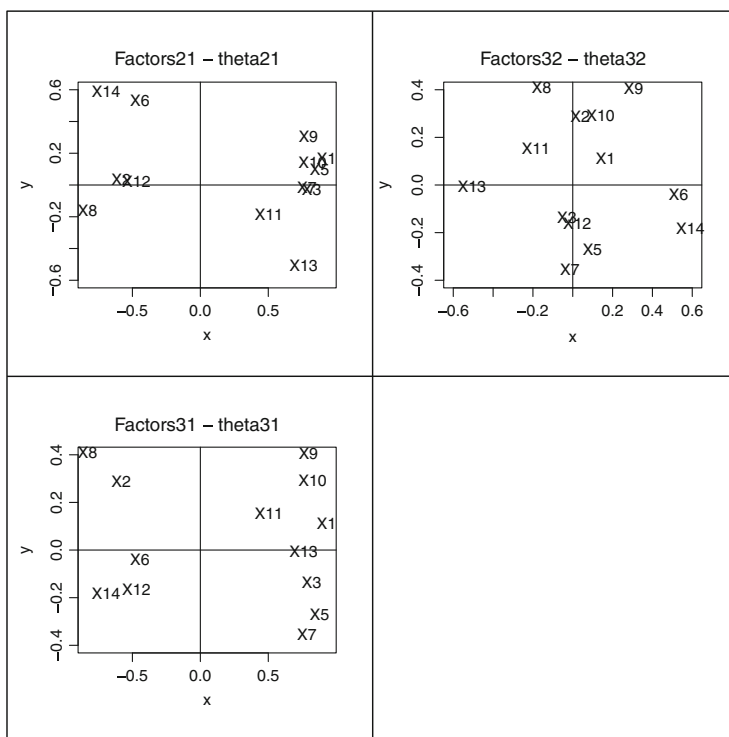 Factors21 – theta21
X14
X6
X9
X1
X10
X5
X2
X12
X7
X3
X8
X11
X13
0.6
0.2
−0.2
−0.6
y
−0.5
0.0
0.5
x
Factors32 – theta32
X8
X9
X2
X10
X11
X1
X13
X6
X3
X12
X14
X5
X7
0.4
0.2
0.0
−0.2
−0.4
y
−0.6
−0.2
0.2
0.4
0.6
x
Factors31 – theta31
X8
X9
X2
X10
X11
X1
X13
X6
X3
X14
X12
X5
X7
0.4
0.2
0.0
−0.2
−0.4
y
−0.5
0.0
0.5
x